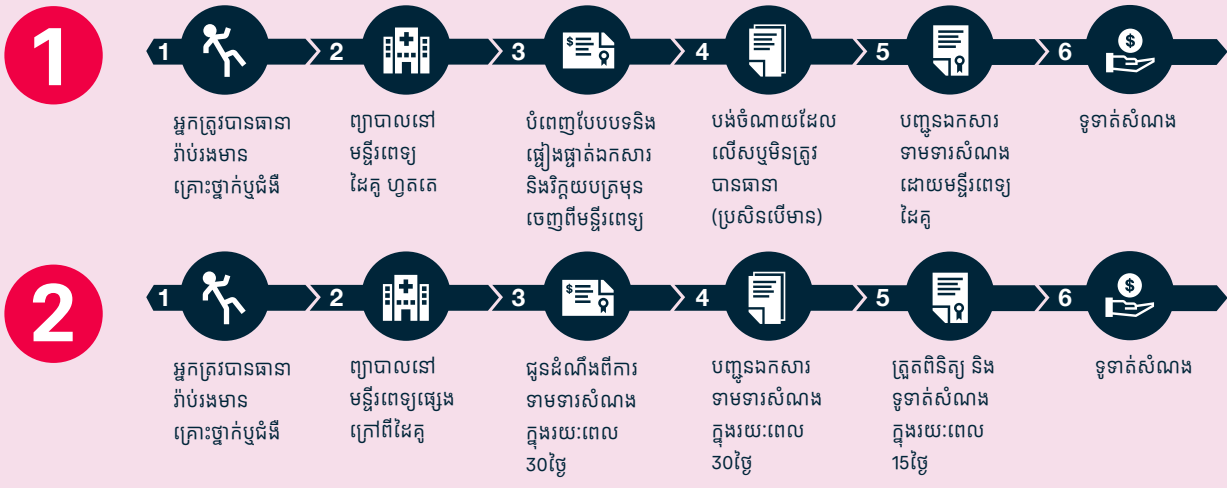 1
1
អ្នកត្រូវបានធានា
រ៉ាប់រងមាន
គ្រោះថ្នាក់ឬជំងឺ
2
ព្យាបាលនៅ
មន្ទីរពេទ្យ
ដៃគូ ហ្វតតេ
3
បំពេញបែបបទនិង
ផ្ទៀងផ្ទាត់ឯកសារ
និងវិក្កយបត្រមុន
ចេញពីមន្ទីរពេទ្យ
4
បង់ចំណាយដែល
លើសឬមិនត្រូវ
បានធានា
(ប្រសិនបើមាន)
5
បញ្ជូនឯកសារ
ទាមទារសំណង
ដោយមន្ទីរពេទ្យ
ដៃគូ
6
ទូទាត់សំណង
2
1
អ្នកត្រូវបានធានា
រ៉ាប់រងមាន
គ្រោះថ្នាក់ឬជំងឺ
2
ព្យាបាលនៅ
មន្ទីរពេទ្យផ្សេង
ក្រៅពីដៃគូ
3
ជូនដំណឹងពីការ
ទាមទារសំណង
ក្នុងរយៈពេល
30ថ្ងៃ
4
បញ្ជូនឯកសារ
ទាមទារសំណង
ក្នុងរយៈពេល
30ថ្ងៃ
5
ត្រួតពិនិត្យ និង
ទូទាត់សំណង
ក្នុងរយៈពេល
15ថ្ងៃ
6
ទូទាត់សំណង